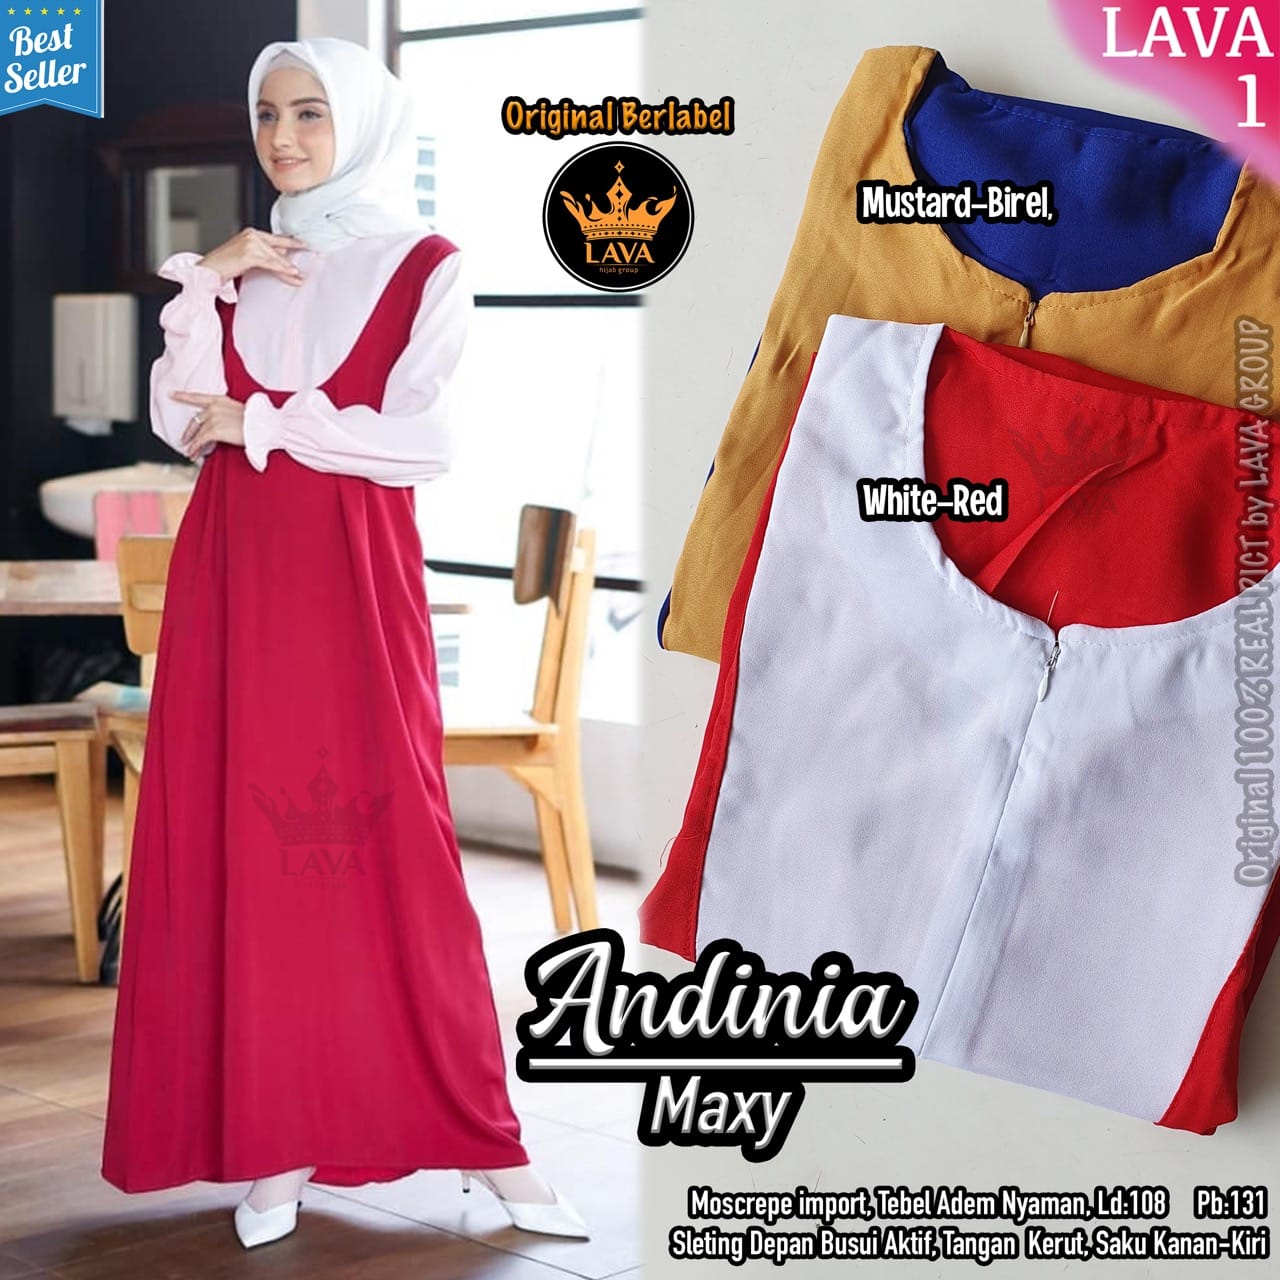 Best
Seller
Original Berlabel
LAVA
hijab group
LAVA
1
Mustard-Birel,
White-Red
Original 100% REAL PICT by LAVA GROUP
LAVA
Andinia
Maxy
Moscrepe import, Tebel Adem Nyaman, Ld:108 Pb:131
Sleting Depan Busui Aktif, Tangan Kerut, Saku Kanan-Kiri